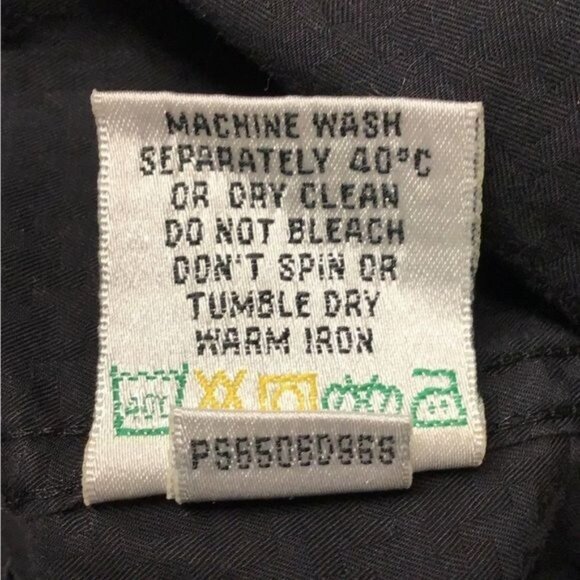 MACHINE WASH
SEPARATELY 40°C
OR DRY CLEAN
DO NOT BLEACH
DON'T SPIN OR
TUMBLE DRY
WARM IRON